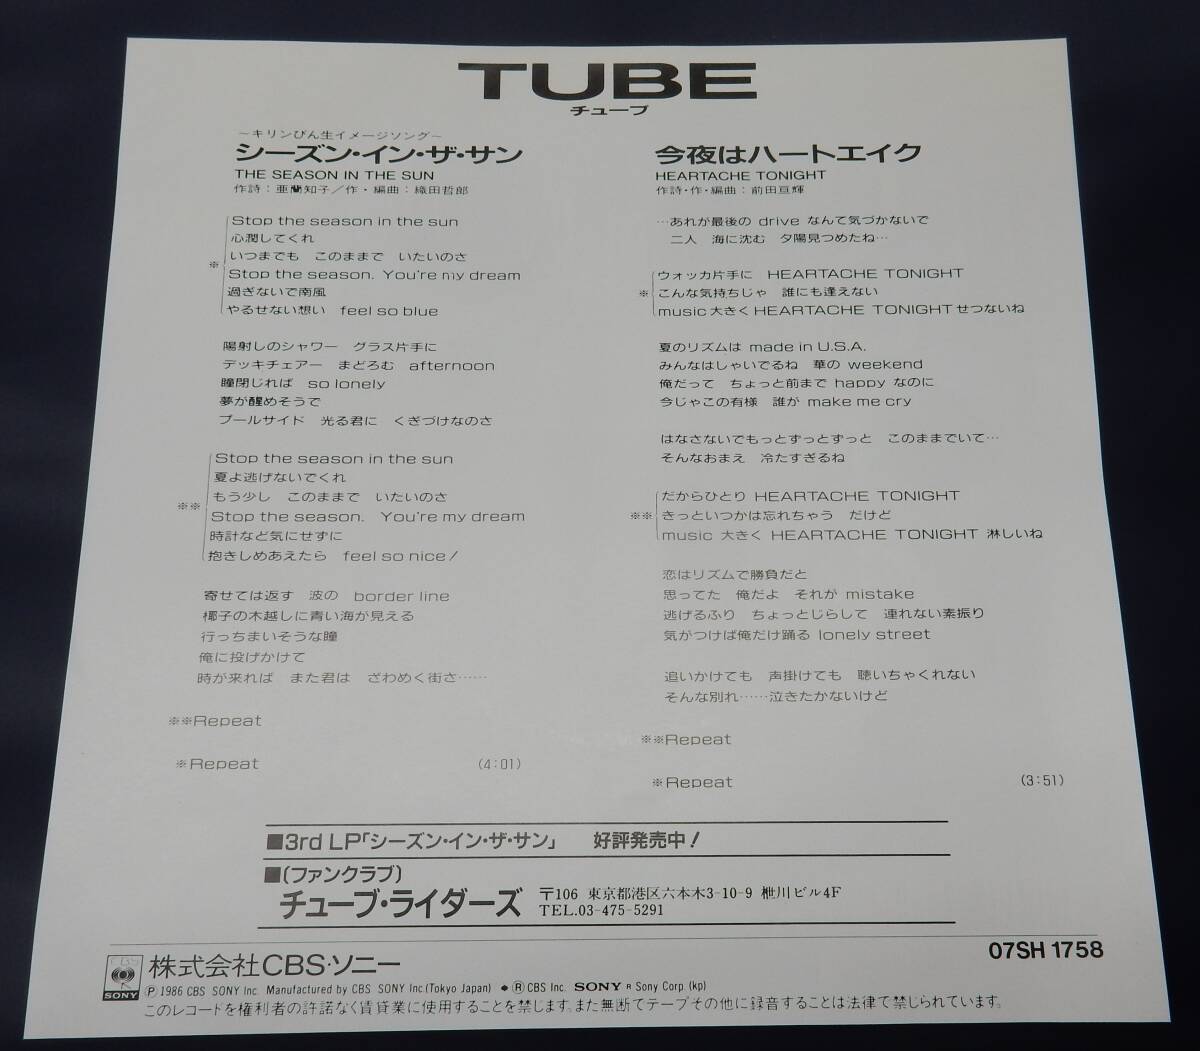 TUBE
チューブ
～キリンびん生イメージソング～
シーズン・イン・ザ・サン
THE SEASON IN THE SUN
作詩：亜蘭知子／作・編曲：織田哲郎
Stop the season in the sun
心潤してくれ
いつまでも　このままで　いたいのさ
※
Stop the season. You're my dream
過ぎないで南風
やるせない想い　feel so blue
陽射しのシャワー　グラス片手に
デッキチェアー　まどろむ　afternoon
瞳閉じれば　so lonely
夢が醒めそうで
プールサイド　光る君に　くぎづけなのさ
Stop the season in the sun
夏よ逃げないでくれ
もう少し　このままで　いたいのさ
※※
Stop the season.　You're my dream
時計など気にせずに
抱きしめあえたら　feel so nice！
寄せては返す　波の　border line
椰子の木越しに青い海が見える
行っちまいそうな瞳
俺に投げかけて
時が来れば　また君は　ざわめく街さ……
※※Repeat
※Repeat　(4:01)
今夜はハートエイク
HEARTACHE TONIGHT
作詩・作・編曲：前田亘輝
…あれが最後の drive なんて気づかないで
二人　海に沈む　夕陽見つめたね…
ウォッカ片手に　HEARTACHE TONIGHT
※ こんな気持ちじゃ　誰にも逢えない
music 大きく HEARTACHE TONIGHT せつないね
夏のリズムは made in U.S.A.
みんなはしゃいでるね　華の weekend
俺だって　ちょっと前まで happy なのに
今じゃこの有様　誰が make me cry
はなさないでもっとずっとずっと　このままでいて…
そんなおまえ　冷たすぎるね
だからひとり HEARTACHE TONIGHT
※※ きっといつかは忘れちゃう　だけど
music 大きく HEARTACHE TONIGHT 淋しいね
恋はリズムで勝負だと
思ってた　俺だよ　それが mistake
逃げるふり　ちょっとじらして　連れない素振り
気がつけば俺だけ踊る lonely street
追いかけても　声掛けても　聴いちゃくれない
そんな別れ……泣きたかないけど
※※Repeat
※Repeat　(3:51)
■3rd LP「シーズン・イン・ザ・サン」　好評発売中！
■〔ファンクラブ〕
チューブ・ライダーズ
〒106 東京都港区六本木3-10-9 椛川ビル4F
TEL.03-475-5291
07SH 1758
CBS
SONY
株式会社CBS・ソニー
Ⓟ 1986 CBS SONY Inc. Manufactured by CBS SONY Inc.(Tokyo Japan) ◆ Ⓡ CBS Inc. SONY R Sony Corp. (kp)
このレコードを権利者の許諾なく賃貸業に使用することを禁じます。また無断でテープその他に録音することは法律で禁じられています。